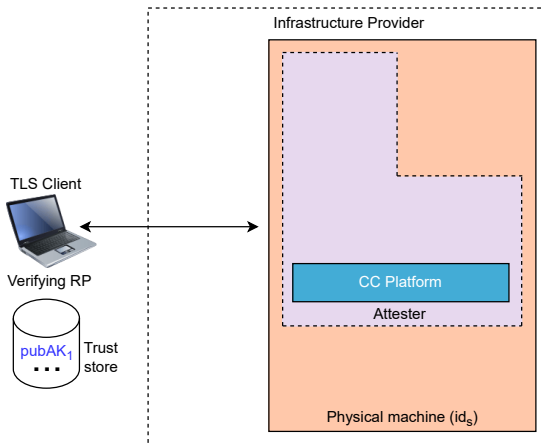 Infrastructure Provider
TLS Client
Verifying RP
pubAK₁
...
Trust
store
CC Platform
Attester
Physical machine (idₛ)